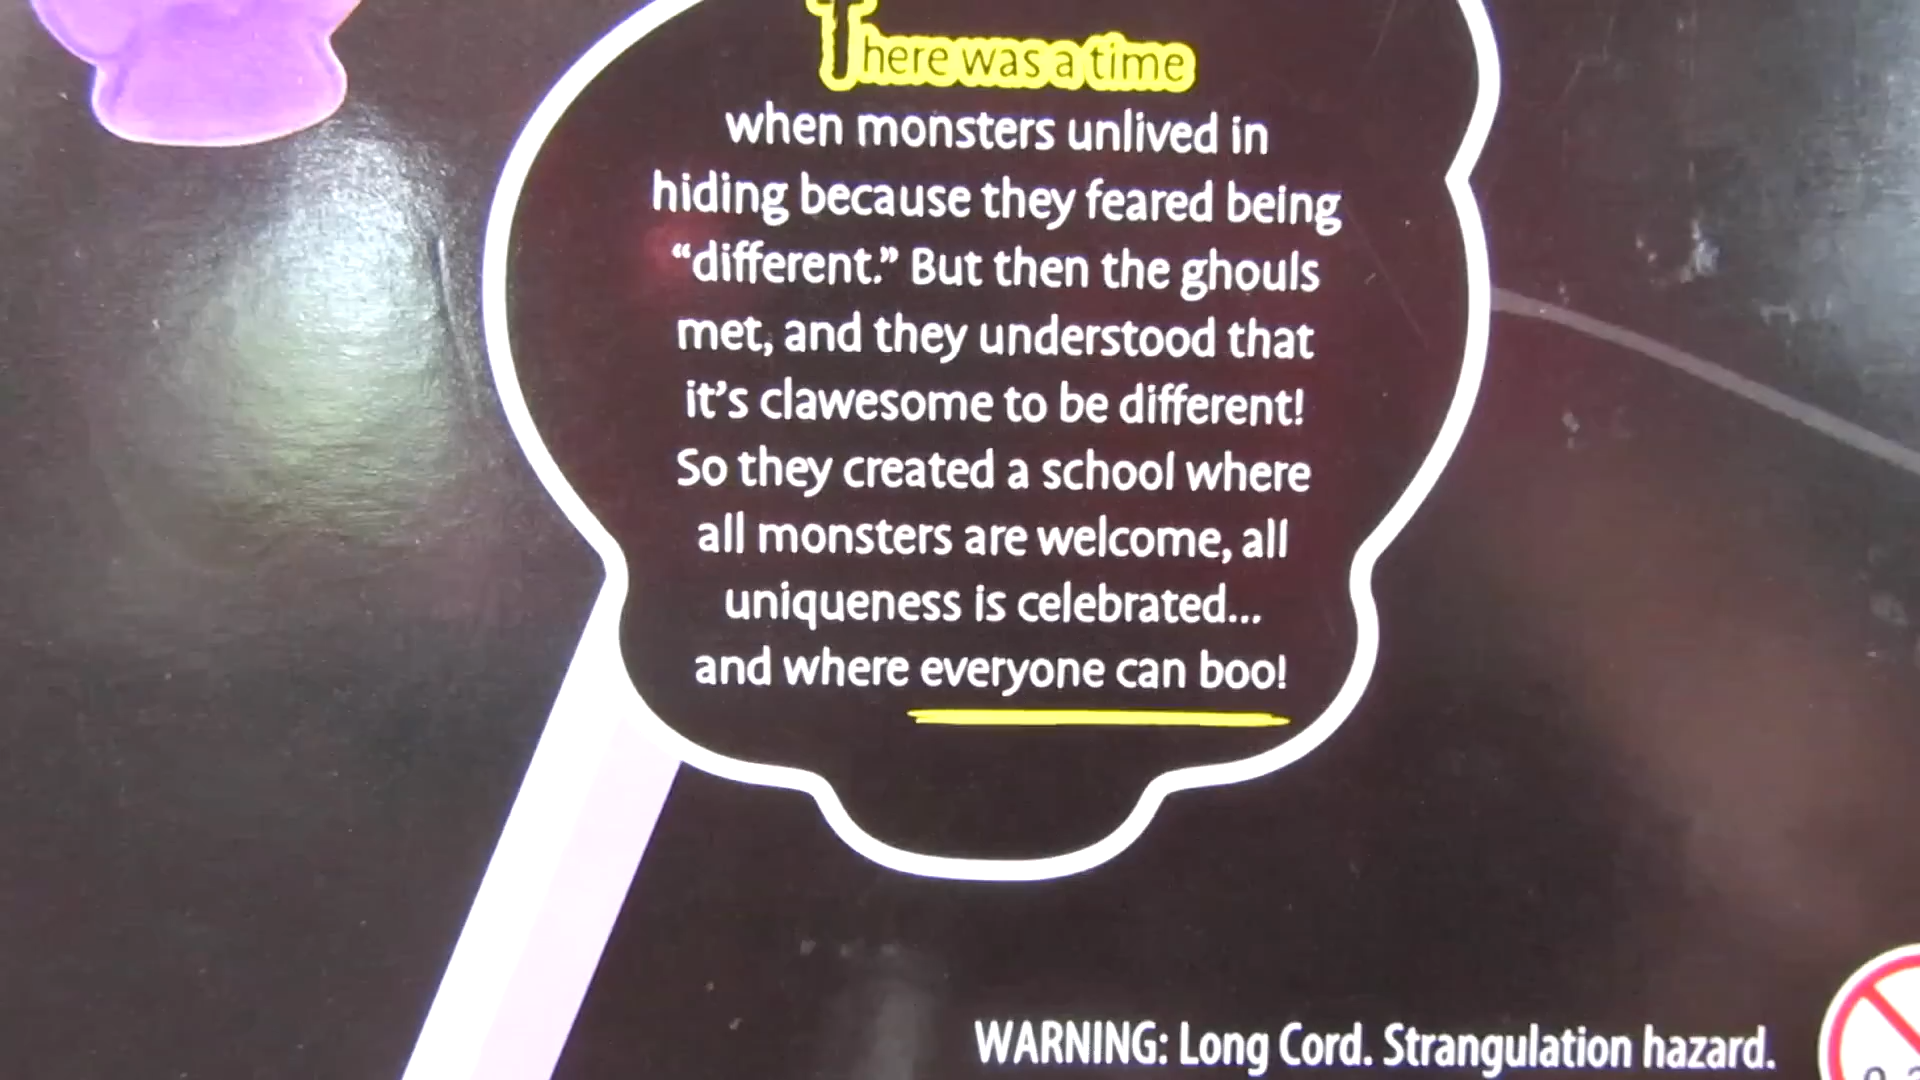 There was a time
when monsters unlived in
hiding because they feared being
“different.” But then the ghouls
met, and they understood that
it’s clawesome to be different!
So they created a school where
all monsters are welcome, all
uniqueness is celebrated...
and where everyone can boo!
WARNING: Long Cord. Strangulation hazard.